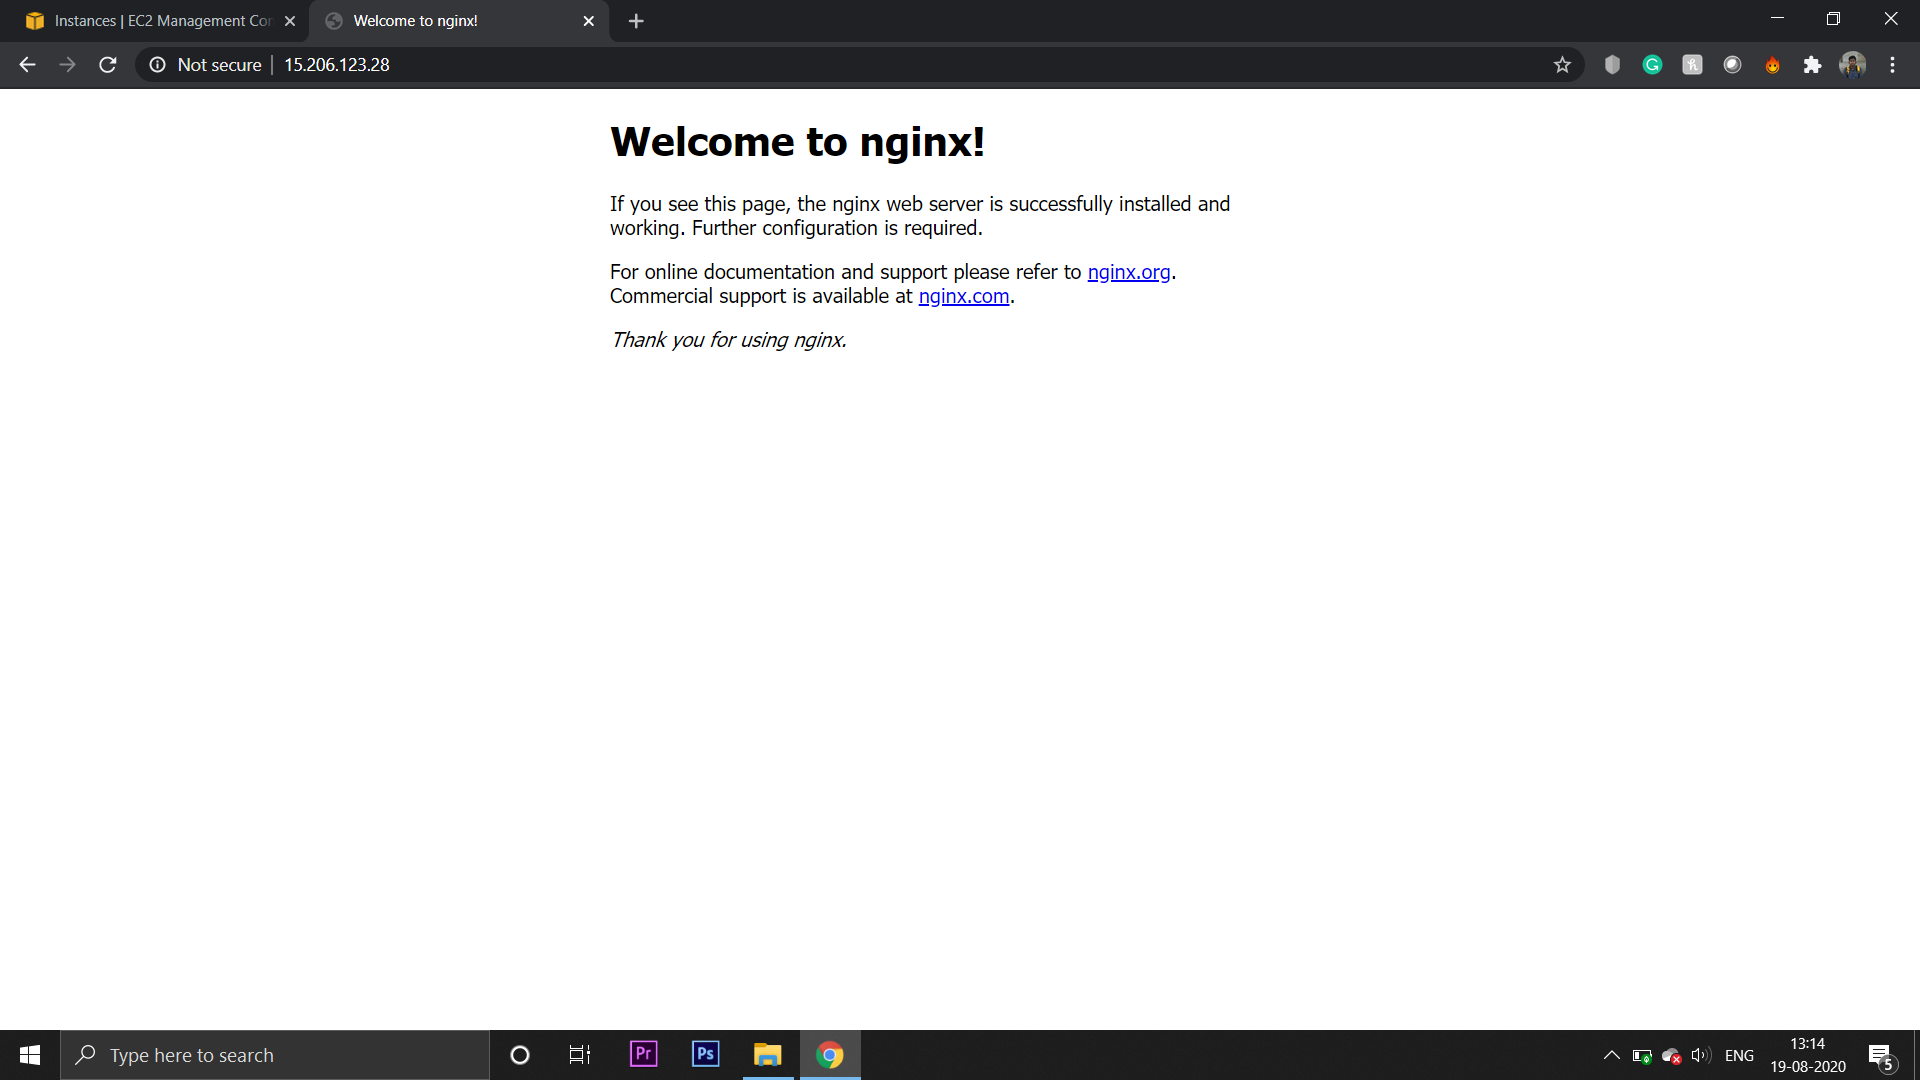 Instances | EC2 Management Con
Welcome to nginx!
Not secure | 15.206.123.28
Welcome to nginx!
If you see this page, the nginx web server is successfully installed and
working. Further configuration is required.
For online documentation and support please refer to nginx.org.
Commercial support is available at nginx.com.
Thank you for using nginx.
Type here to search
Pr
Ps
ENG
13:14
19-08-2020
5